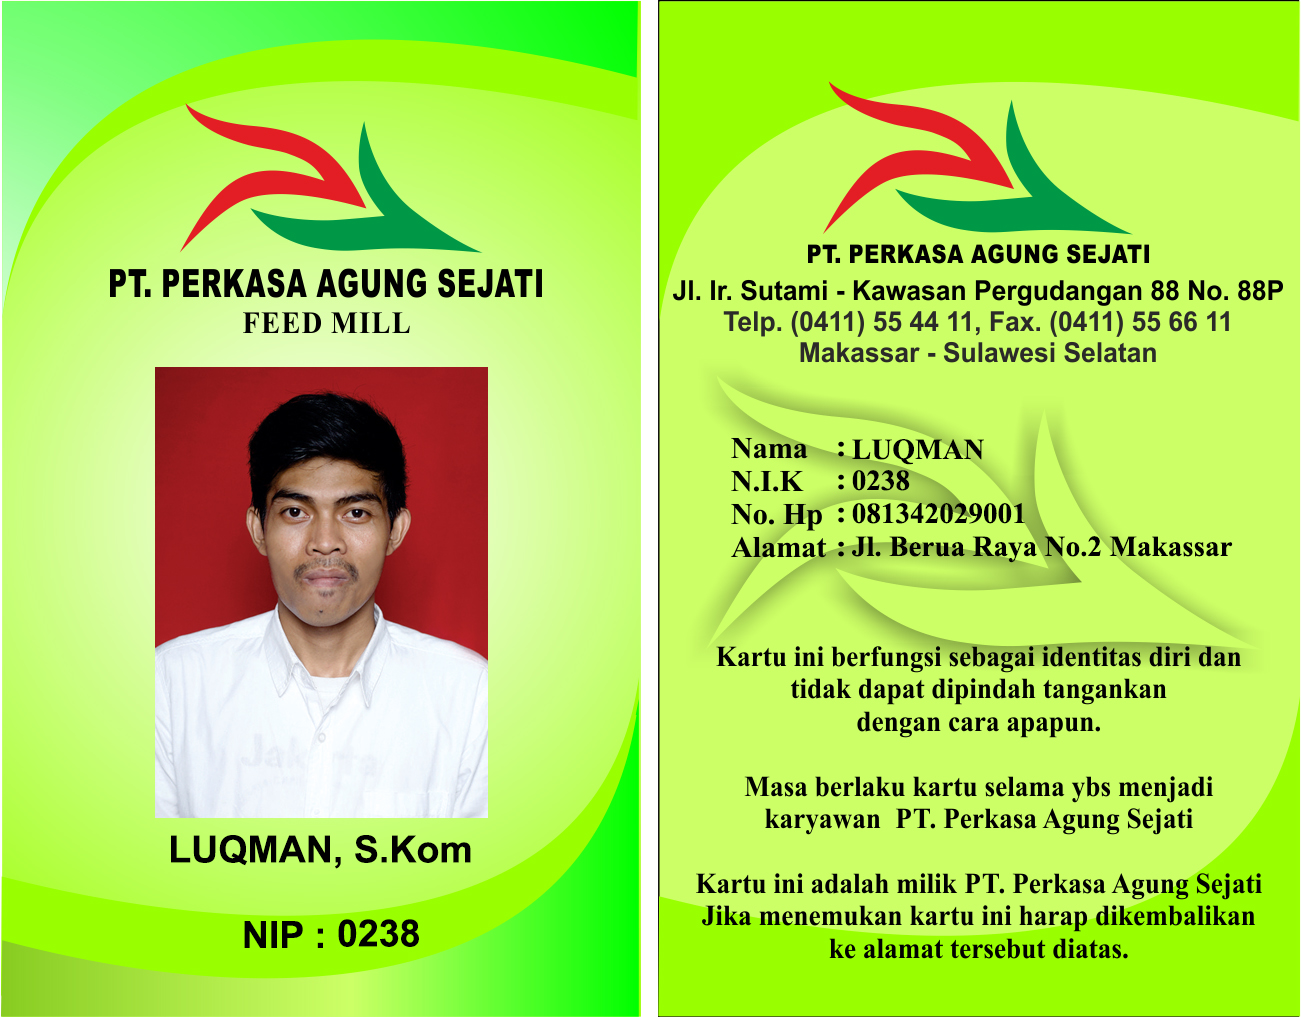 PT. PERKASA AGUNG SEJATI
FEED MILL
LUQMAN, S.Kom
NIP : 0238
PT. PERKASA AGUNG SEJATI
Jl. Ir. Sutami - Kawasan Pergudangan 88 No. 88P
Telp. (0411) 55 44 11, Fax. (0411) 55 66 11
Makassar - Sulawesi Selatan
Nama : LUQMAN
N.I.K : 0238
No. Hp : 081342029001
Alamat : Jl. Berua Raya No.2 Makassar
Kartu ini berfungsi sebagai identitas diri dan
tidak dapat dipindah tangankan
dengan cara apapun.
Masa berlaku kartu selama ybs menjadi
karyawan PT. Perkasa Agung Sejati
Kartu ini adalah milik PT. Perkasa Agung Sejati
Jika menemukan kartu ini harap dikembalikan
ke alamat tersebut diatas.